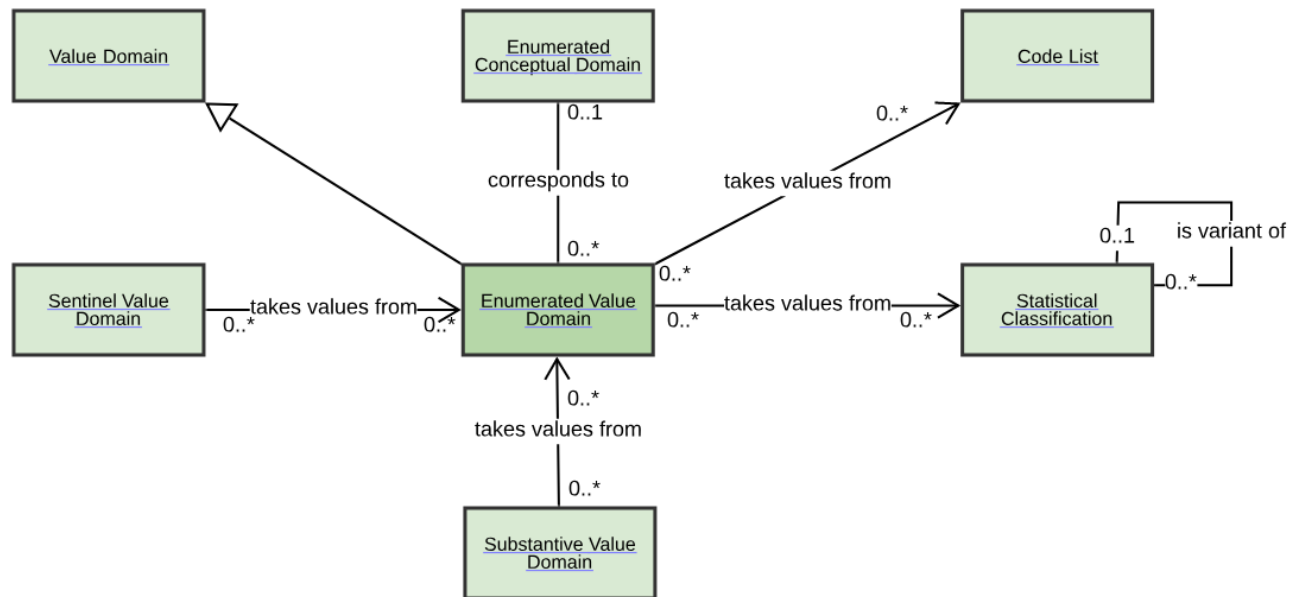 Value Domain
Enumerated
Conceptual Domain
Code List
0..1
0..*
corresponds to
takes values from
0..1
is variant of
0..*
0..*
0..*
Sentinel Value
Domain
takes values from
0..*
0..*
Enumerated Value
Domain
takes values from
0..*
0..*
Statistical
Classification
0..*
takes values from
0..*
Substantive Value
Domain